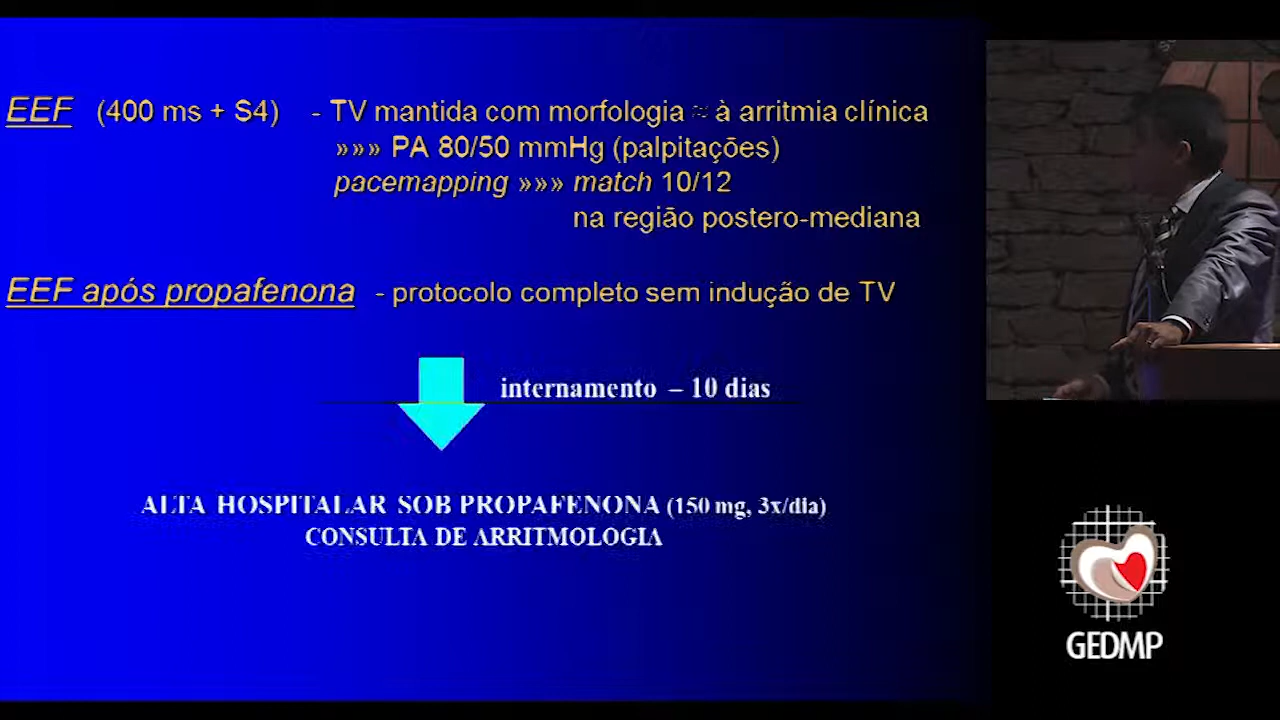 EEF (400 ms + S4) - TV mantida com morfologia ≈ à arritmia clínica
»»» PA 80/50 mmHg (palpitações)
pacemapping »»» match 10/12
na região postero-mediana
EEF após propafenona - protocolo completo sem indução de TV
internamento – 10 dias
ALTA HOSPITALAR SOB PROPAFENONA (150 mg, 3x/dia)
CONSULTA DE ARRITMOLOGIA
GEDMP